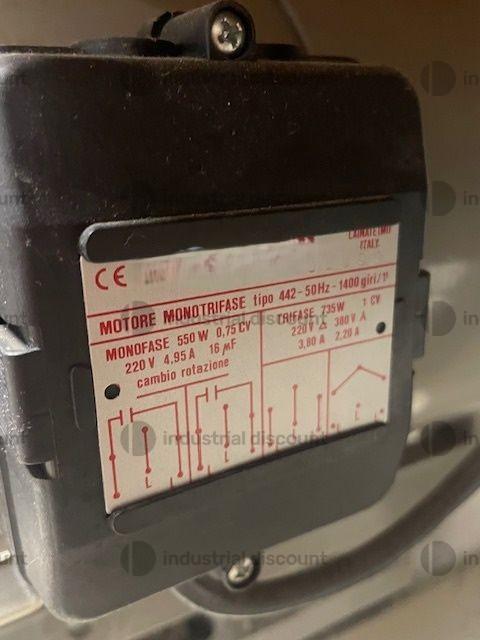 LAINATE(MI)
ITALY
CE
MOTORE MONOTRIFASE tipo 442-50Hz-1400 giri/1'
MONOFASE 550 W 0,75 CV
220 V 4,95 A 16 µF
cambio rotazione
TRIFASE 735W 1 CV
220 V △ 380 V 人
3,80 A 2,20 A
L L L
industrial discount